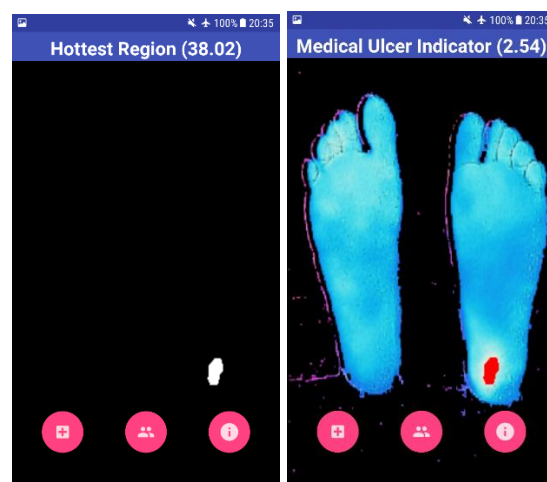 100% 20:35
Hottest Region (38.02)
100% 20:35
Medical Ulcer Indicator (2.54)